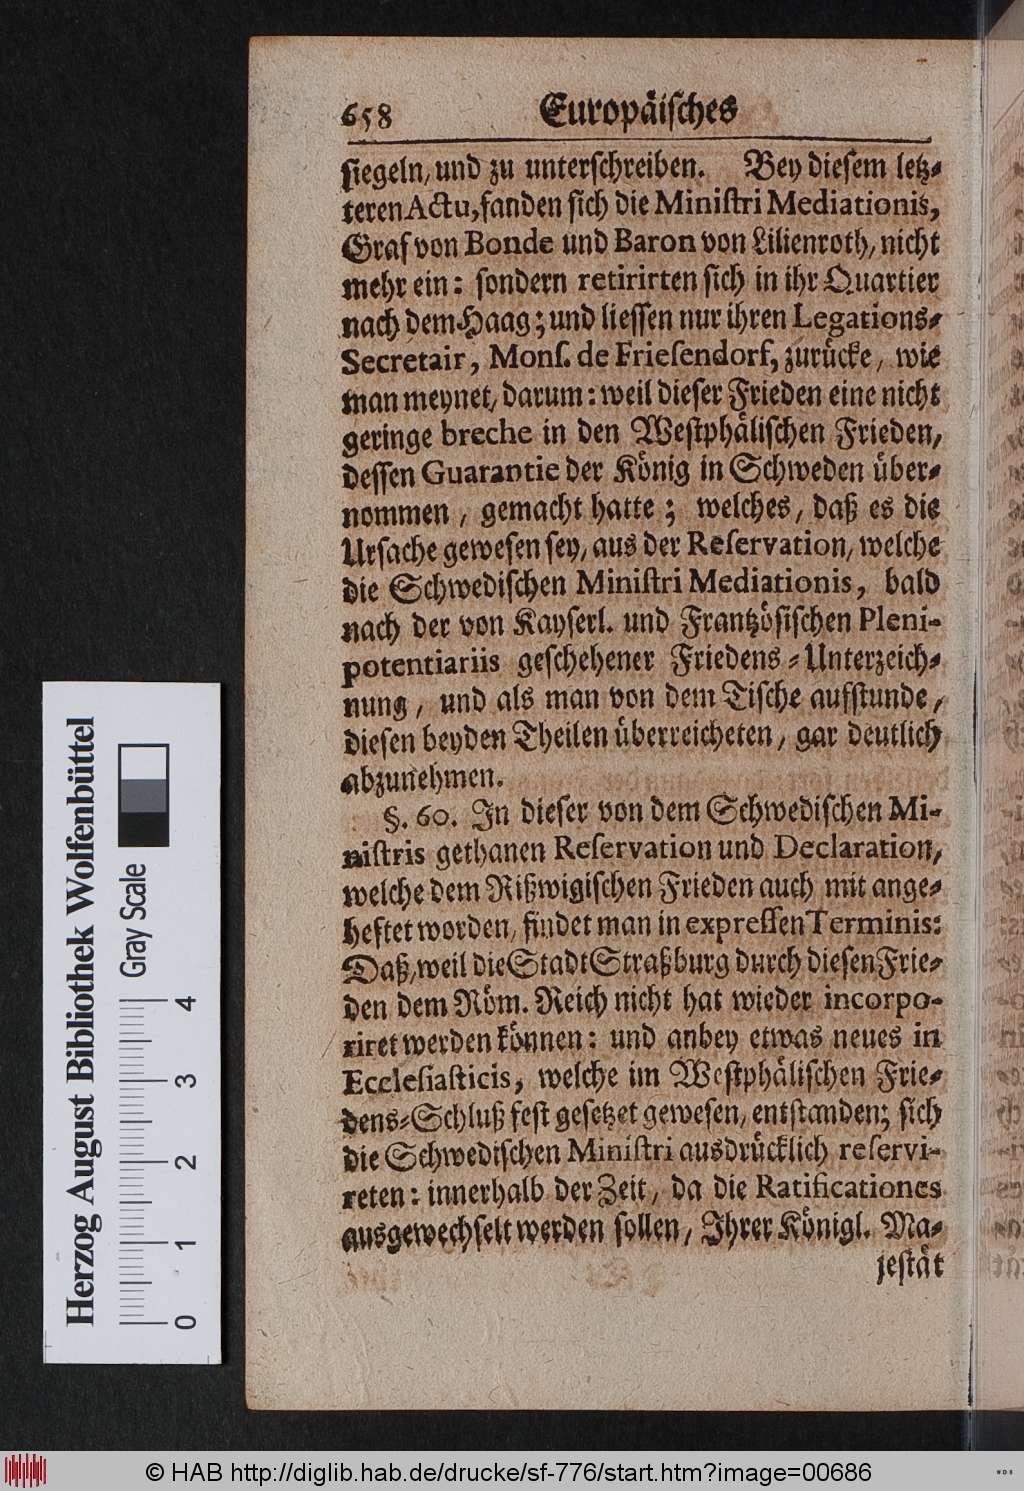 658 Europäiſches
ſiegeln, und zu unterſchreiben. Bey dieſem letz⸗
teren Actu, fanden ſich die Miniſtri Mediationis,
Graf von Bonde und Baron von Lilienroth, nicht
mehr ein: ſondern retirirten ſich in ihr Quartier
nach dem Haag; und lieſſen nur ihren Legations⸗
Secretair, Monſ. de Frieſendorf, zurücke, wie
man meynet, darum: weil dieſer Frieden eine nicht
geringe breche in den Weſtphäliſchen Frieden,
deſſen Guarantie der König in Schweden über⸗
nommen, gemacht hatte; welches, daß es die
Urſache geweſen ſey, aus der Reſervation, welche
die Schwediſchen Miniſtri Mediationis, bald
nach der von Kayſerl. und Frantzöſiſchen Pleni-
potentiariis geſchehener Friedens⸗Unterzeich⸗
nung, und als man von dem Tiſche aufſtunde,
dieſen beyden Theilen überreicheten, gar deutlich
abzunehmen.
§. 60. In dieſer von dem Schwediſchen Mi-
niſtris gethanen Reſervation und Declaration,
welche dem Rißwigiſchen Frieden auch mit ange⸗
heftet worden, findet man in expreſſen Terminis:
Daß, weil die Stadt Straßburg durch dieſen Frie⸗
den dem Röm. Reich nicht hat wieder incorpo-
riret werden können: und anbey etwas neues in
Eccleſiaſticis, welche im Weſtphäliſchen Frie⸗
dens⸗Schluß feſt geſetzet geweſen, entſtanden; ſich
die Schwediſchen Miniſtri ausdrücklich reſervi-
reten: innerhalb der Zeit, da die Ratificationes
ausgewechſelt werden ſollen, Ihrer Königl. Ma⸗
jeſtät
Herzog August Bibliothek Wolfenbüttel
Gray Scale
0 1 2 3 4
© HAB http://diglib.hab.de/drucke/sf-776/start.htm?image=00686
WDB